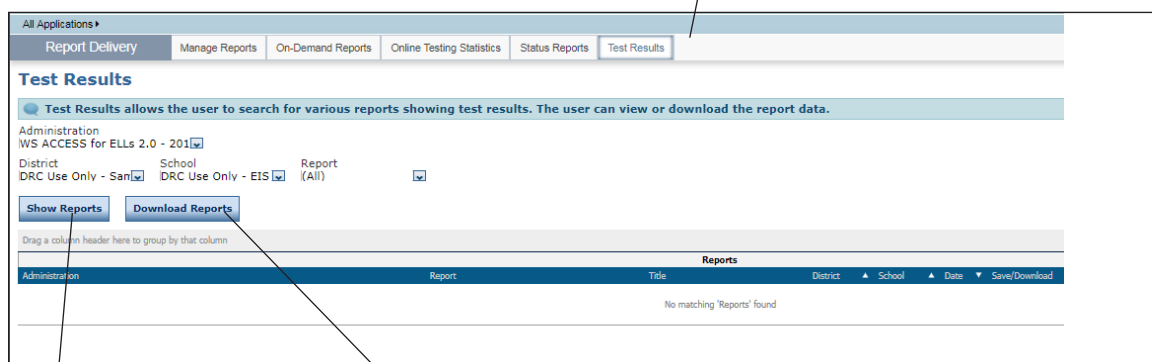 All Applications
Report Delivery Manage Reports On-Demand Reports Online Testing Statistics Status Reports Test Results
Test Results
Test Results allows the user to search for various reports showing test results. The user can view or download the report data.
Administration
WS ACCESS for ELLs 2.0 - 201
District School Report
DRC Use Only - San DRC Use Only - EIS (All)
Show Reports Download Reports
Drag a column header here to group by that column
Reports
Administration Report Title District School Date Save/Download
No matching 'Reports' found